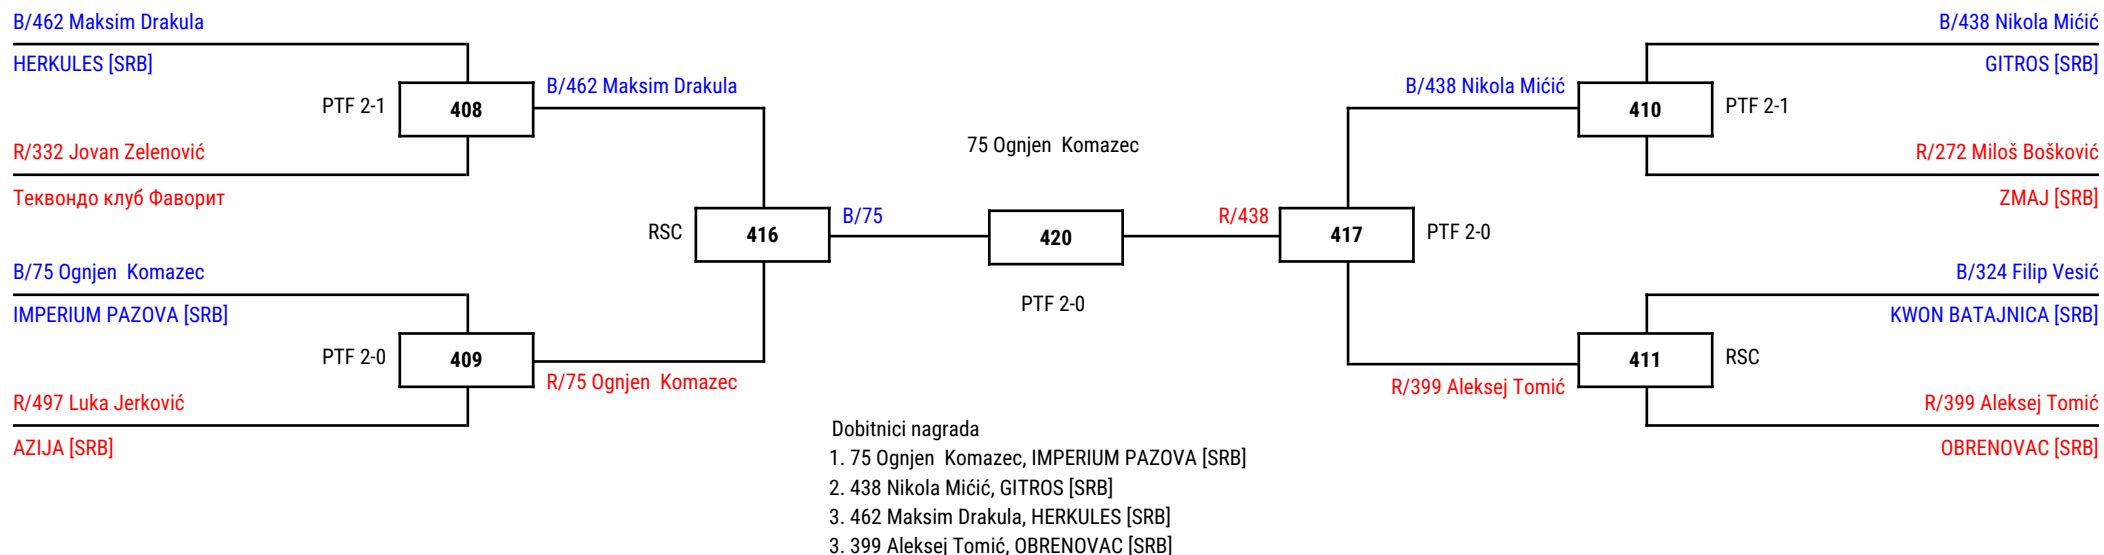 B/462 Maksim Drakula
HERKULES [SRB]
PTF 2-1
408
B/462 Maksim Drakula
R/332 Jovan Zelenović
Теквондо клуб Фаворит
RSC
416
B/75
B/75 Ognjen Komazec
IMPERIUM PAZOVA [SRB]
PTF 2-0
409
R/75 Ognjen Komazec
R/497 Luka Jerković
AZIJA [SRB]
75 Ognjen Komazec
420
PTF 2-0
B/438 Nikola Mićić
GITROS [SRB]
B/438 Nikola Mićić
410
PTF 2-1
R/272 Miloš Bošković
ZMAJ [SRB]
R/438
417
PTF 2-0
B/324 Filip Vesić
KWON BATAJNICA [SRB]
411
RSC
R/399 Aleksej Tomić
R/399 Aleksej Tomić
OBRENOVAC [SRB]
Dobitnici nagrada
1. 75 Ognjen Komazec, IMPERIUM PAZOVA [SRB]
2. 438 Nikola Mićić, GITROS [SRB]
3. 462 Maksim Drakula, HERKULES [SRB]
3. 399 Aleksej Tomić, OBRENOVAC [SRB]